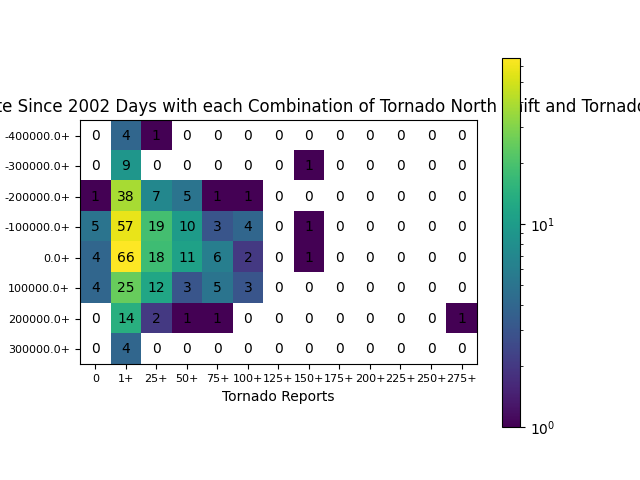 Since 2002 Days with each Combination of Tornado North and
-400000.0+ 0 4 1 0 0 0 0 0 0 0 0 0 0
-300000.0+ 0 9 0 0 0 0 0 1 0 0 0 0 0
-200000.0+ 1 38 7 5 1 1 0 0 0 0 0 0 0
-100000.0+ 5 57 19 10 3 4 0 1 0 0 0 0 0
0.0+ 4 66 18 11 6 2 0 1 0 0 0 0 0
100000.0+ 4 25 12 3 5 3 0 0 0 0 0 0 0
200000.0+ 0 14 2 1 1 0 0 0 0 0 0 0 1
300000.0+ 0 4 0 0 0 0 0 0 0 0 0 0 0
0 1+ 25+ 50+ 75+ 100+ 125+ 150+ 175+ 200+ 225+ 250+ 275+
Tornado Reports
10^1
10^0